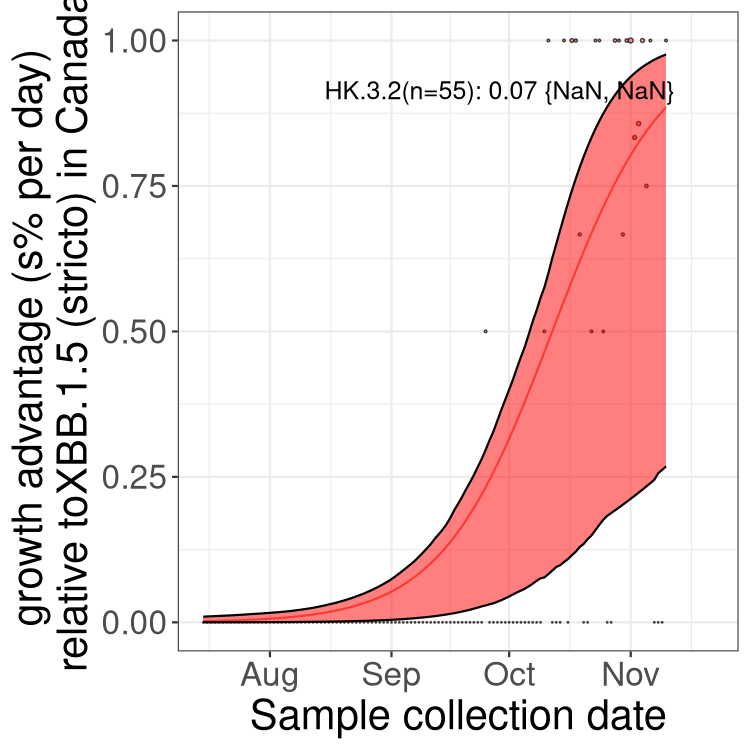 growth advantage (s% per day)
relative toXBB.1.5 (stricto) in Canada
1.00
HK.3.2(n=55): 0.07 {NaN, NaN}
0.75
0.50
0.25
0.00
Aug Sep Oct Nov
Sample collection date